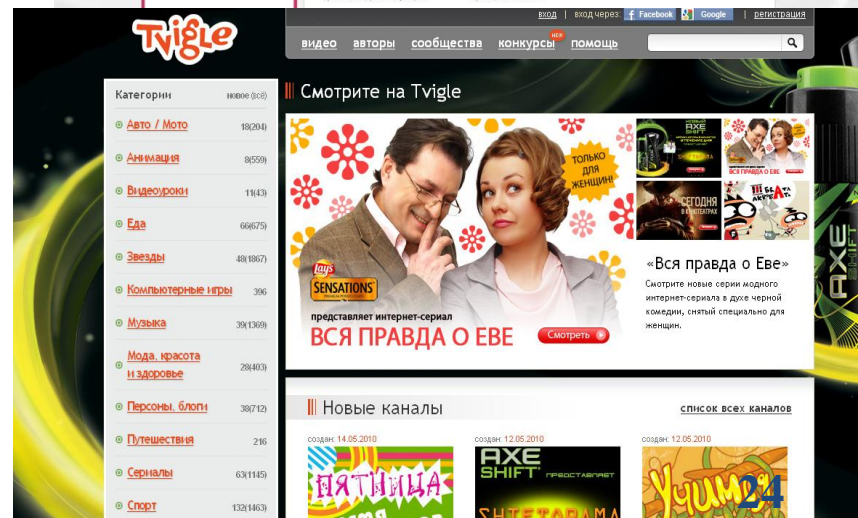 Tvigle
вход | вход через: Facebook Google | регистрация
видео авторы сообщества конкурсы new помощь
Категории новое (всё)
Авто / Мото 18(204)
Анимация 8(559)
Видеоуроки 11(43)
Еда 66(675)
Звезды 48(1867)
Компьютерные игры 396
Музыка 39(1369)
Мода, красота
и здоровье 28(403)
Персоны, блоги 38(712)
Путешествия 216
Сериалы 63(1145)
Спорт 132(1463)
Смотрите на Tvigle
ТОЛЬКО
ДЛЯ
ЖЕНЩИН!
Lays
SENSATIONS
представляет интернет-сериал
ВСЯ ПРАВДА О ЕВЕ
Смотреть
НОВЫЙ
AXE
SHIFT
ВСЯ ПРАВДА О ЕВЕ
СЕГОДНЯ
В КИНОТЕАТРАХ
«Вся правда о Еве»
Смотрите новые серии модного
интернет-сериала в духе черной
комедии, снятый специально для
женщин.
AXE
Новые каналы
список всех каналов
создан: 14.05.2010
ПЯТНИЦА
создан: 12.05.2010
AXE
SHIFT ПРЕДСТАВЛЯЕТ
SHIFTORAMA
создан: 12.05.2010
Учимся
24